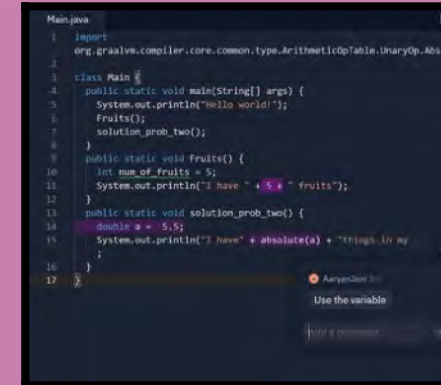 Main.java
1 import
org.graalvm.compiler.core.common.type.ArithmeticOpTable.UnaryOp.Abs
2
3 class Main {
4 public static void main(String[] args) {
5 System.out.println("Hello world!");
6 Fruits();
7 solution_prob_two();
8 }
9 public static void Fruits() {
10 int num_of_fruits = 5;
11 System.out.println("I have " + 5 + " fruits");
12 }
13 public static void solution_prob_two() {
14 double a = 5.5;
15 System.out.println("I have" + absolute(a) + "things in my
;
16 }
17 }
AaryanJain
Use the variable
Add a comment